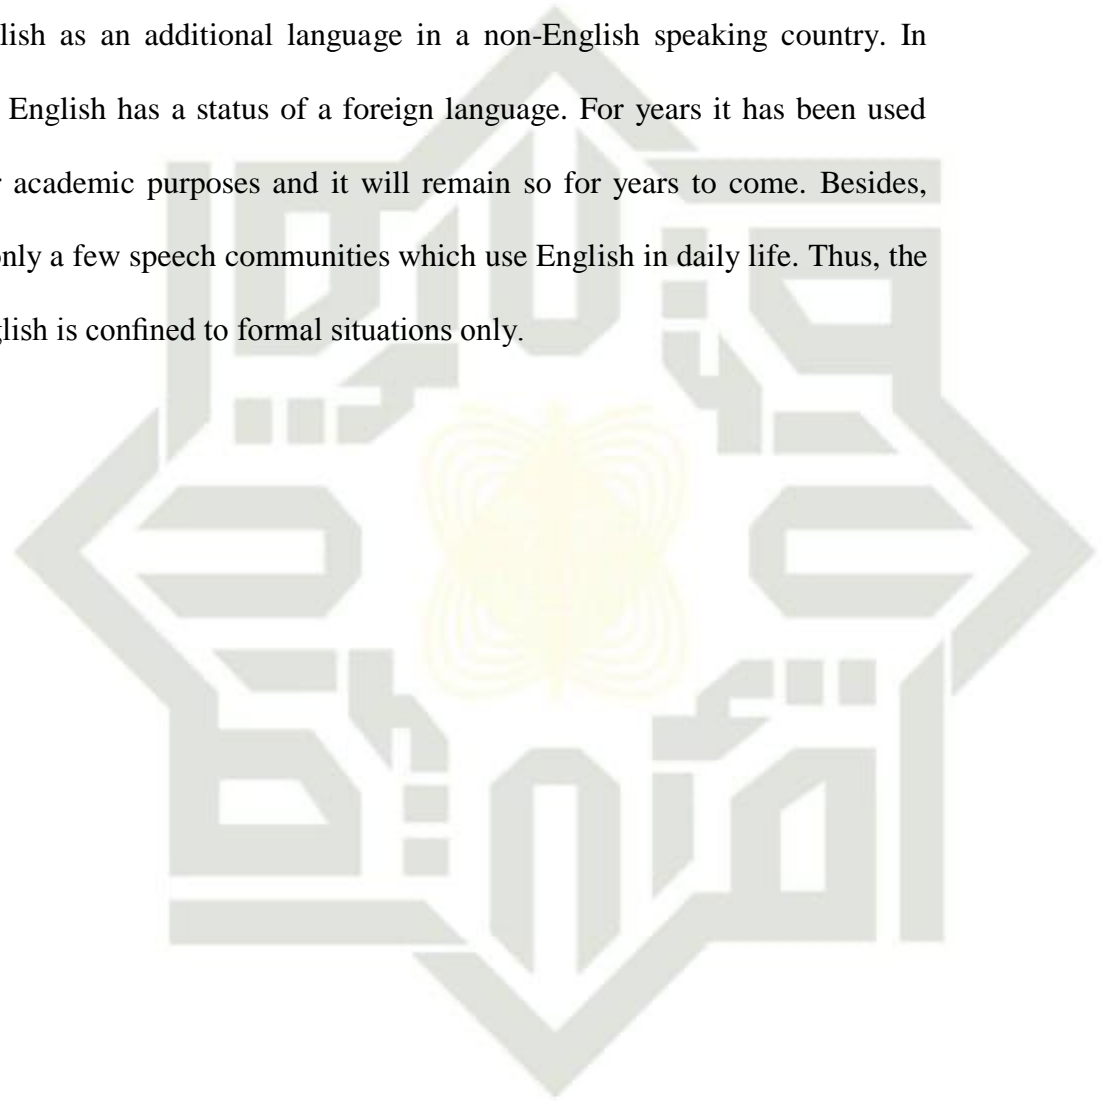 lish as an additional language in a non-English speaking country. In
English has a status of a foreign language. For years it has been used
academic purposes and it will remain so for years to come. Besides,
only a few speech communities which use English in daily life. Thus, the
lish is confined to formal situations only.